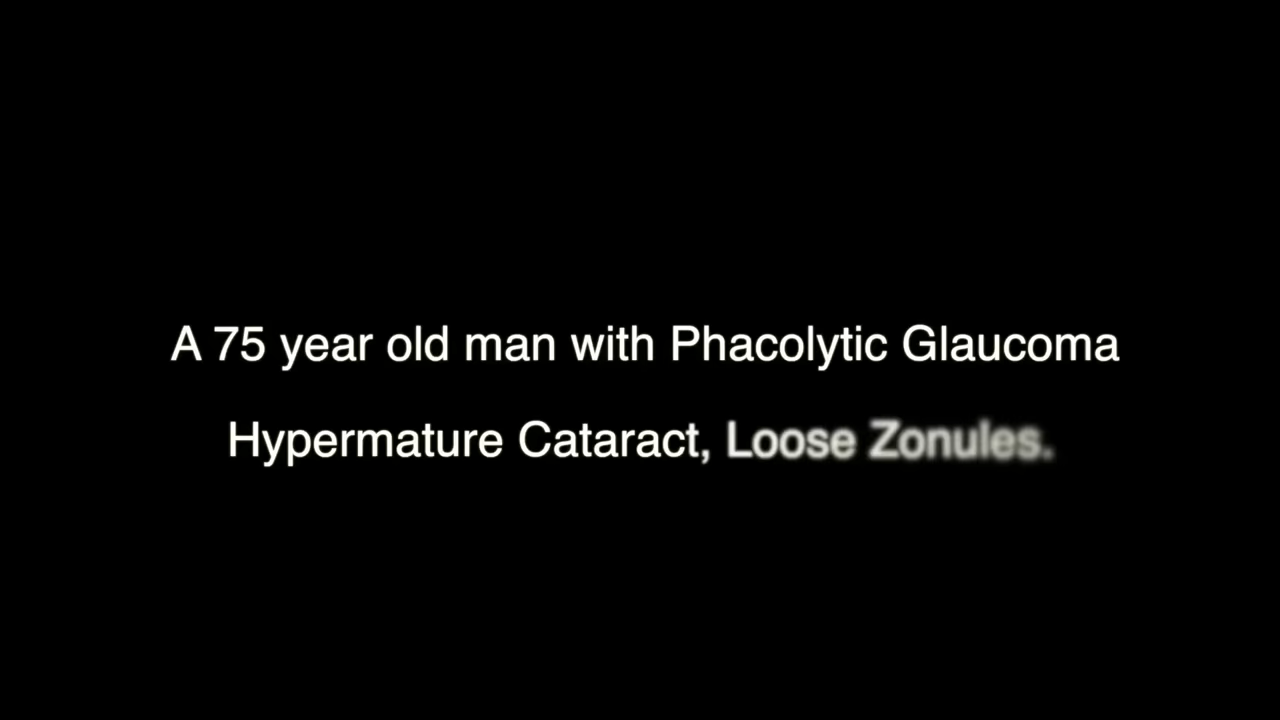 A 75 year old man with Phacolytic Glaucoma
Hypermature Cataract, Loose Zonules.